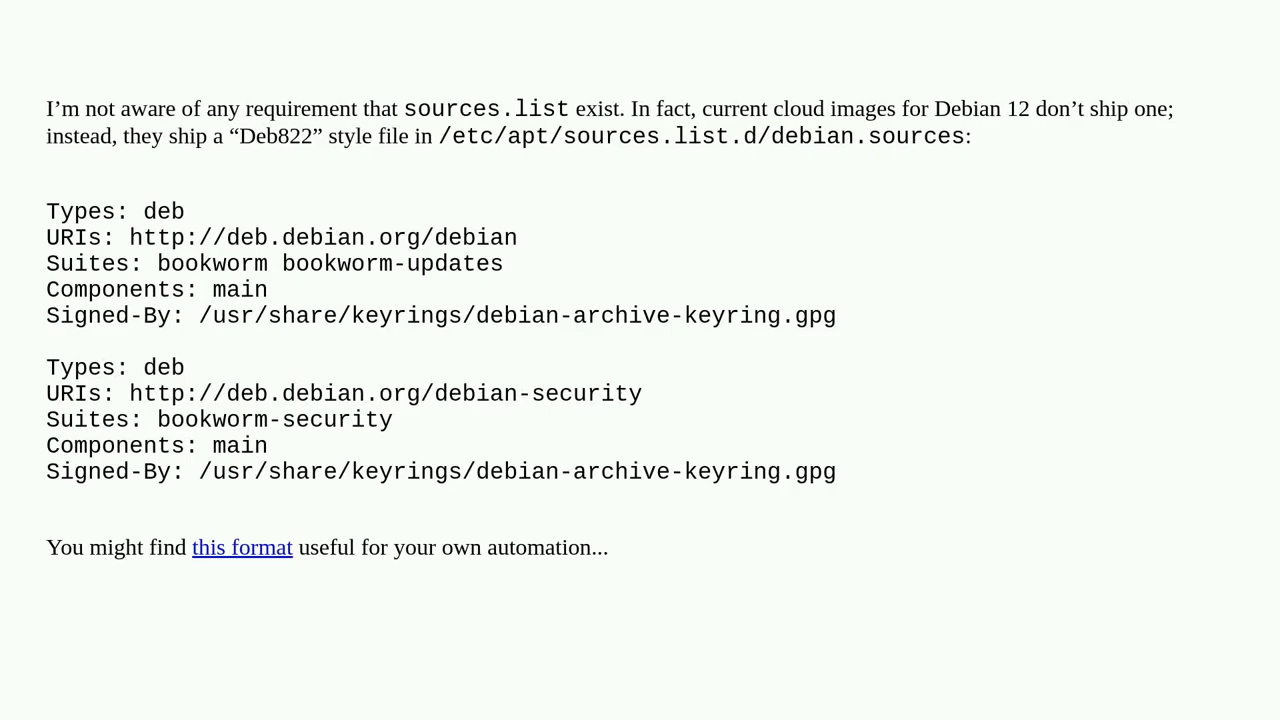 I’m not aware of any requirement that sources.list exist. In fact, current cloud images for Debian 12 don’t ship one;
instead, they ship a “Deb822” style file in /etc/apt/sources.list.d/debian.sources:
Types: deb
URIs: http://deb.debian.org/debian
Suites: bookworm bookworm-updates
Components: main
Signed-By: /usr/share/keyrings/debian-archive-keyring.gpg
Types: deb
URIs: http://deb.debian.org/debian-security
Suites: bookworm-security
Components: main
Signed-By: /usr/share/keyrings/debian-archive-keyring.gpg
You might find this format useful for your own automation...